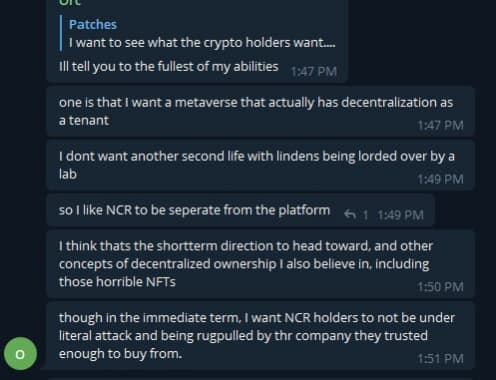 Orc
Patches
I want to see what the crypto holders want....
Ill tell you to the fullest of my abilities 1:47 PM
one is that I want a metaverse that actually has decentralization as
a tenant
1:47 PM
I dont want another second life with lindens being lorded over by a
lab
1:49 PM
so I like NCR to be seperate from the platform 1 1:49 PM
I think thats the shortterm direction to head toward, and other
concepts of decentralized ownership I also believe in, including
those horrible NFTs
1:50 PM
though in the immediate term, I want NCR holders to not be under
literal attack and being rugpulled by thr company they trusted
enough to buy from.
1:51 PM
O